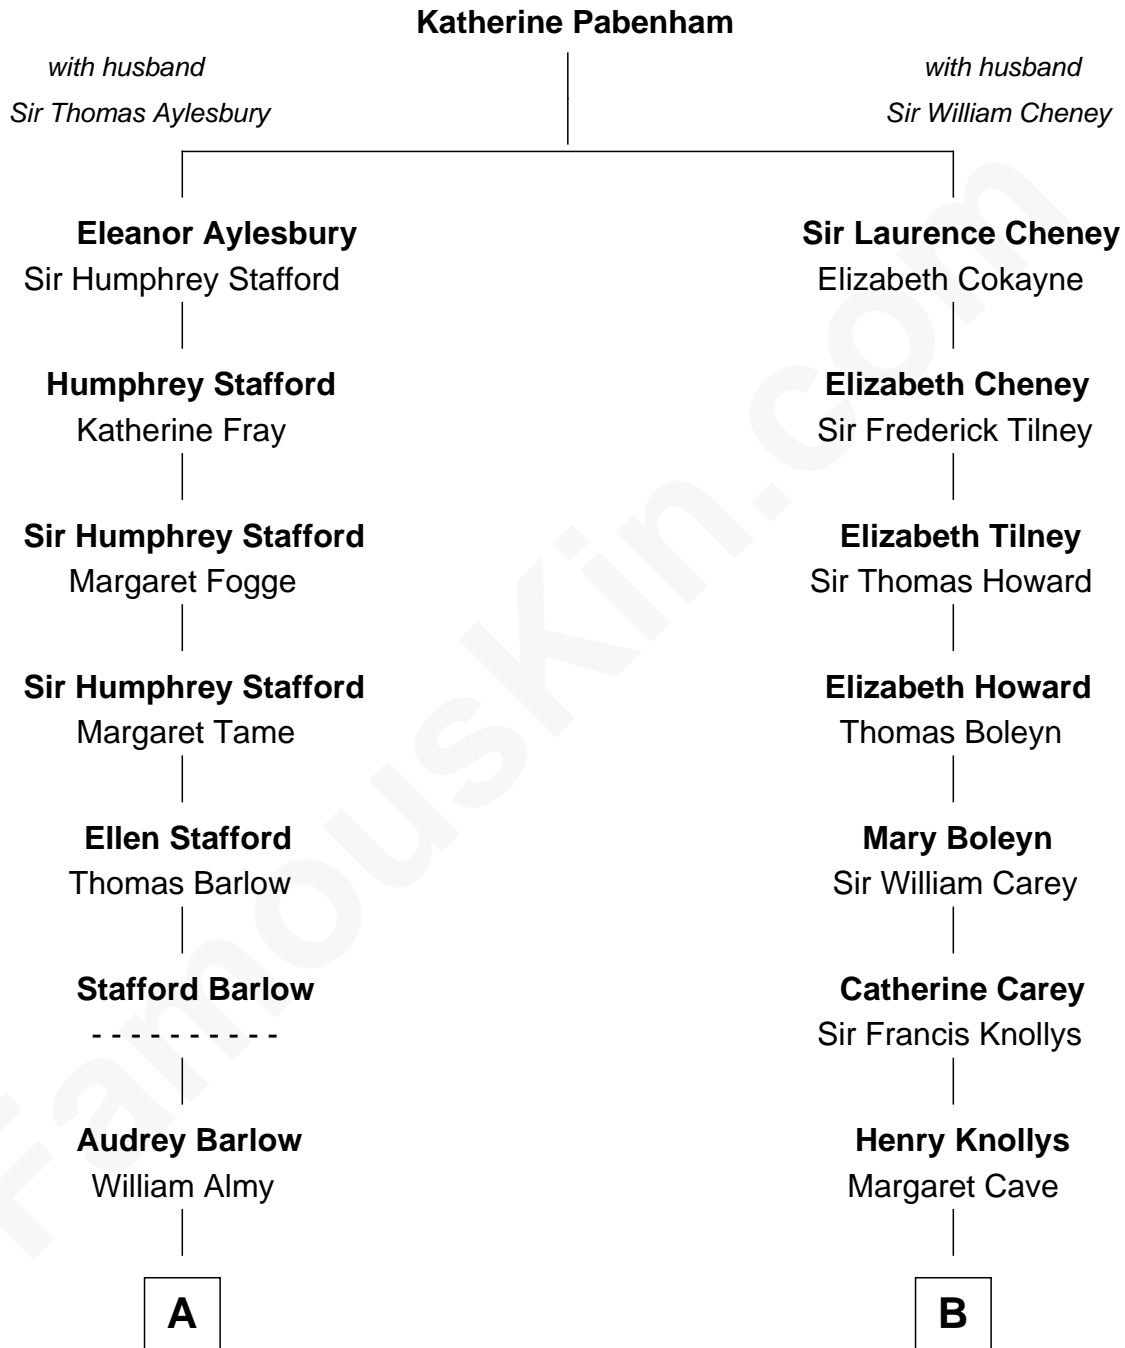 Katherine Pabenham
with husband
Sir Thomas Aylesbury
with husband
Sir William Cheney
Eleanor Aylesbury
Sir Humphrey Stafford
Sir Laurence Cheney
Elizabeth Cokayne
Humphrey Stafford
Katherine Fray
Elizabeth Cheney
Sir Frederick Tilney
Sir Humphrey Stafford
Margaret Fogge
Elizabeth Tilney
Sir Thomas Howard
Sir Humphrey Stafford
Margaret Tame
Elizabeth Howard
Thomas Boleyn
Ellen Stafford
Thomas Barlow
Mary Boleyn
Sir William Carey
Stafford Barlow
- - - - - - - - - -
Catherine Carey
Sir Francis Knollys
Audrey Barlow
William Almy
Henry Knollys
Margaret Cave
A
B
FamousKin.com